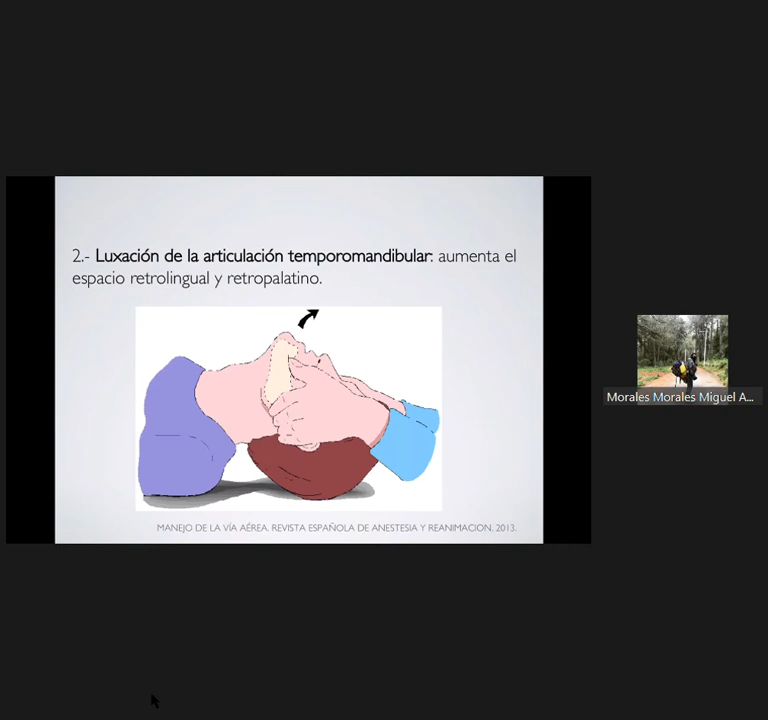 2.- Luxación de la articulación temporomandibular: aumenta el
espacio retrolingual y retropalatino.
MANEJO DE LA VÍA AÉREA. REVISTA ESPAÑOLA DE ANESTESIA Y REANIMACION. 2013.
Morales Morales Miguel A...